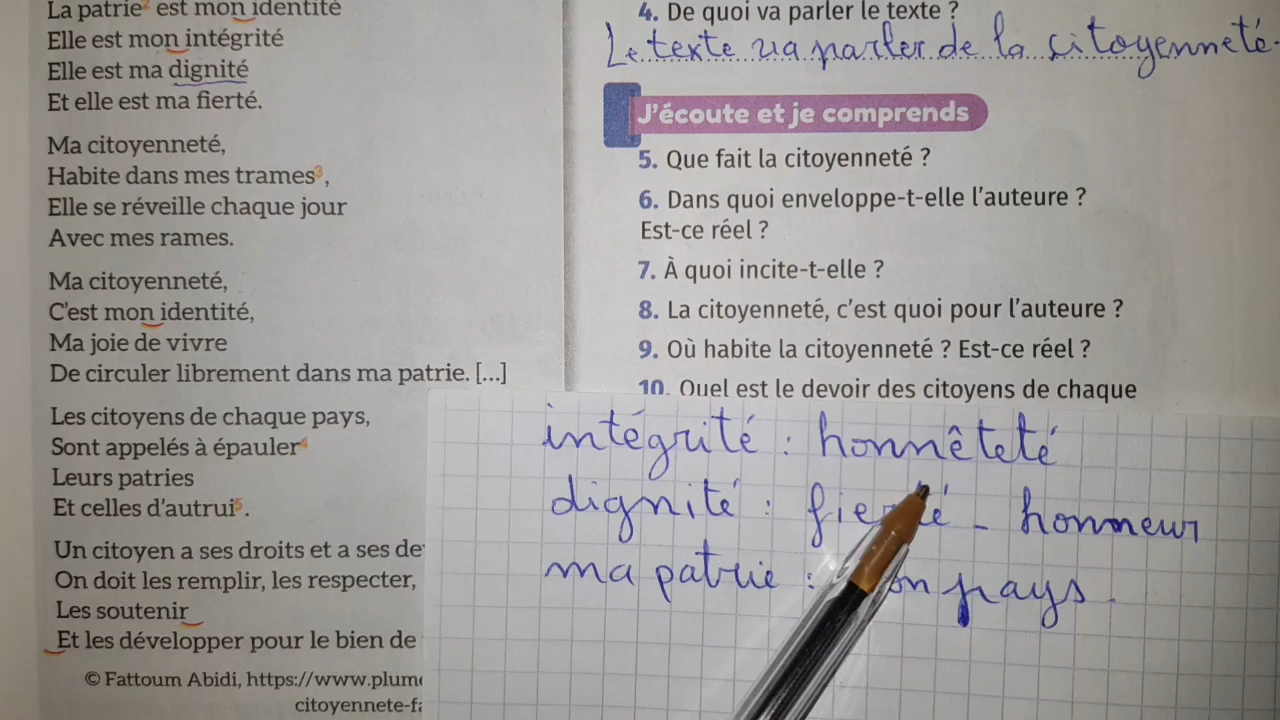 La patrie² est mon identité
Elle est mon intégrité
Elle est ma dignité
Et elle est ma fierté.
Ma citoyenneté,
Habite dans mes trames³,
Elle se réveille chaque jour
Avec mes rames.
Ma citoyenneté,
C'est mon identité,
Ma joie de vivre
De circuler librement dans ma patrie. [...]
Les citoyens de chaque pays,
Sont appelés à épauler⁴
Leurs patries
Et celles d'autrui⁵.
Un citoyen a ses droits et a ses
On doit les remplir, les respecter,
Les soutenir
Et les développer pour le bien de
© Fattoum Abidi, https://www.plum
citoyennete-fa
4. De quoi va parler le texte ?
Le texte va parler de la citoyenneté.
J'écoute et je comprends
5. Que fait la citoyenneté ?
6. Dans quoi enveloppe-t-elle l'auteure ?
Est-ce réel ?
7. À quoi incite-t-elle ?
8. La citoyenneté, c'est quoi pour l'auteure ?
9. Où habite la citoyenneté ? Est-ce réel ?
10. Quel est le devoir des citoyens de chaque
intégrité : honnêteté
dignité : fierté - honneur
ma patrie : on pays.